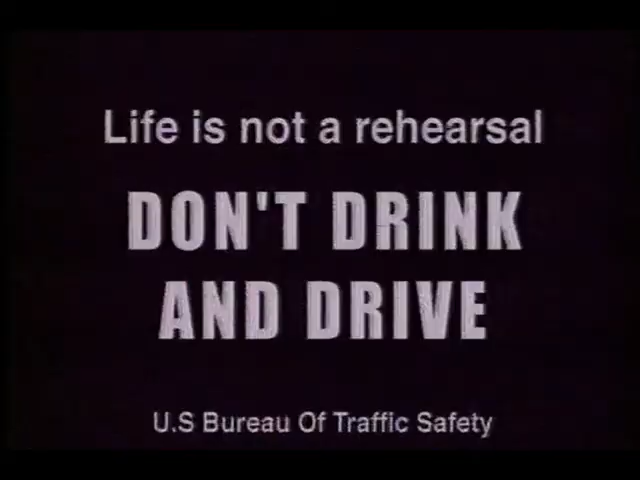 Life is not a rehearsal
DON'T DRINK
AND DRIVE
U.S Bureau Of Traffic Safety